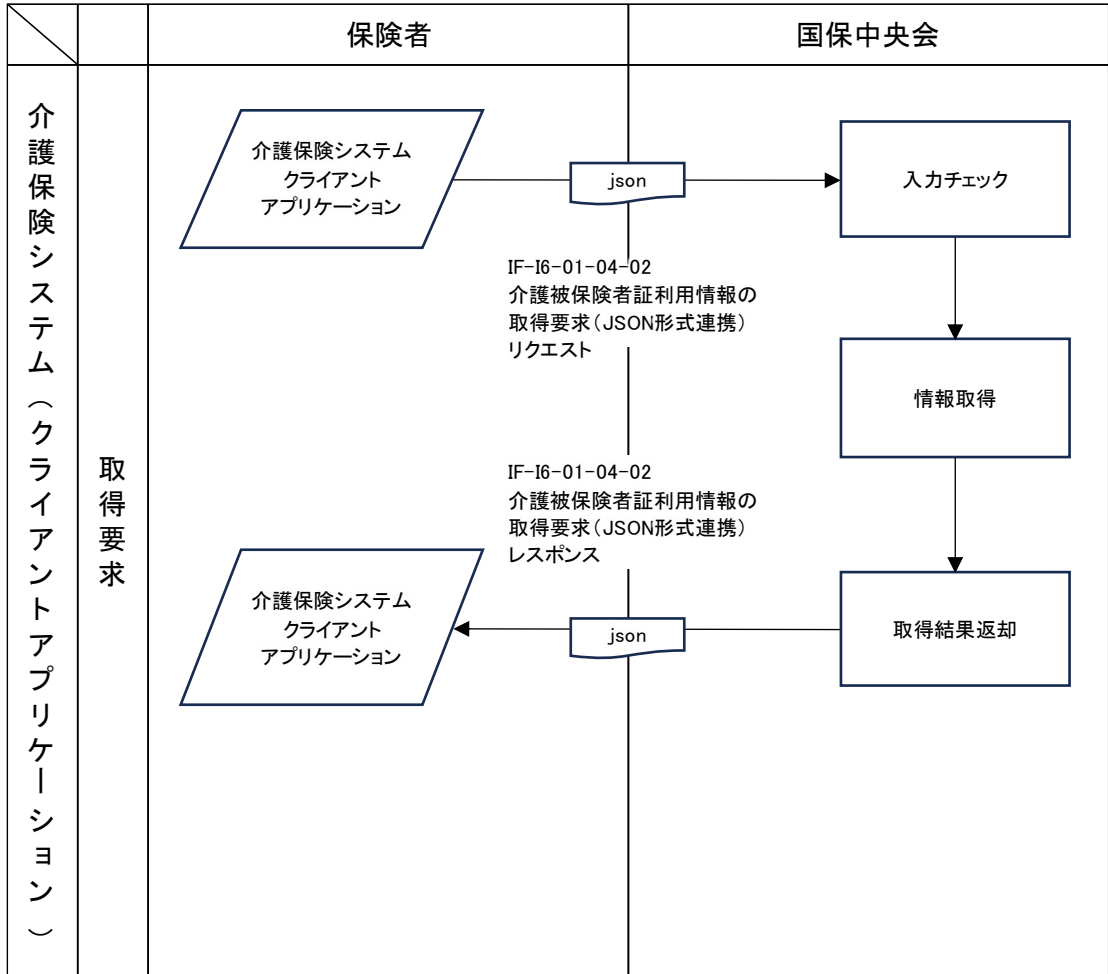 保険者
国保中央会
介護保険システム（クライアントアプリケーション）
取得要求
介護保険システム
クライアント
アプリケーション
json
入力チェック
IF-I6-01-04-02
介護被保険者証利用情報の
取得要求（JSON形式連携）
リクエスト
情報取得
IF-I6-01-04-02
介護被保険者証利用情報の
取得要求（JSON形式連携）
レスポンス
介護保険システム
クライアント
アプリケーション
json
取得結果返却